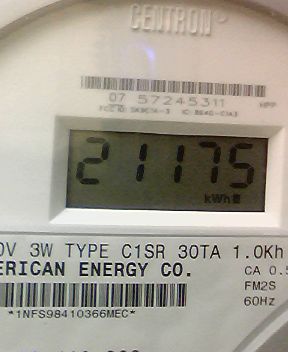 CENTRON®
07 57245311
21175
kWh
0V 3W TYPE C1SR 30TA 1.0Kh
ERICAN ENERGY CO.
CA 0.5
FM2S
*1NFS98410366MEC*
60Hz